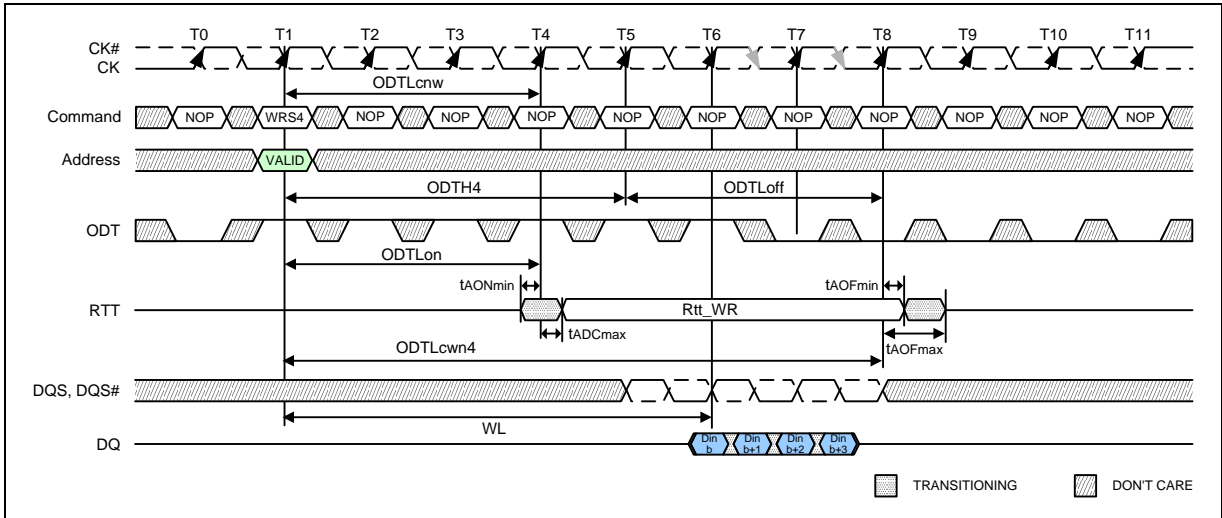 T0 T1 T2 T3 T4 T5 T6 T7 T8 T9 T10 T11
CK#
CK
ODTLcnw
Command NOP WRS4 NOP NOP NOP NOP NOP NOP NOP NOP NOP NOP
Address VALID
ODTH4 ODTLoff
ODT
ODTLon
tAONmin tAOFmin
RTT Rtt_WR
tADCmax tAOFmax
ODTLcwn4
DQS, DQS#
WL
DQ Din b Din b+1 Din b+2 Din b+3
TRANSITIONING DON'T CARE